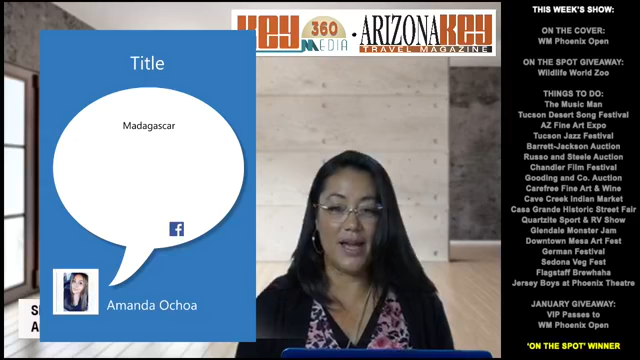 KEY 360 MEDIA · ARIZONA KEY
TRAVEL MAGAZINE
Title
Madagascar
Amanda Ochoa
THIS WEEK'S SHOW:
ON THE COVER:
WM Phoenix Open
ON THE SPOT GIVEAWAY:
Wildlife World Zoo
THINGS TO DO:
The Music Man
Tucson Desert Song Festival
AZ Fine Art Expo
Tucson Jazz Festival
Barrett-Jackson Auction
Russo and Steele Auction
Chandler Film Festival
Gooding and Co. Auction
Carefree Fine Art & Wine
Cave Creek Indian Market
Casa Grande Historic Street Fair
Quartzite Sport & RV Show
Glendale Monster Jam
Downtown Mesa Art Fest
German Festival
Sedona Veg Fest
Flagstaff Brewhaha
Jersey Boys at Phoenix Theatre
JANUARY GIVEAWAY:
VIP Passes to
WM Phoenix Open
'ON THE SPOT' WINNER